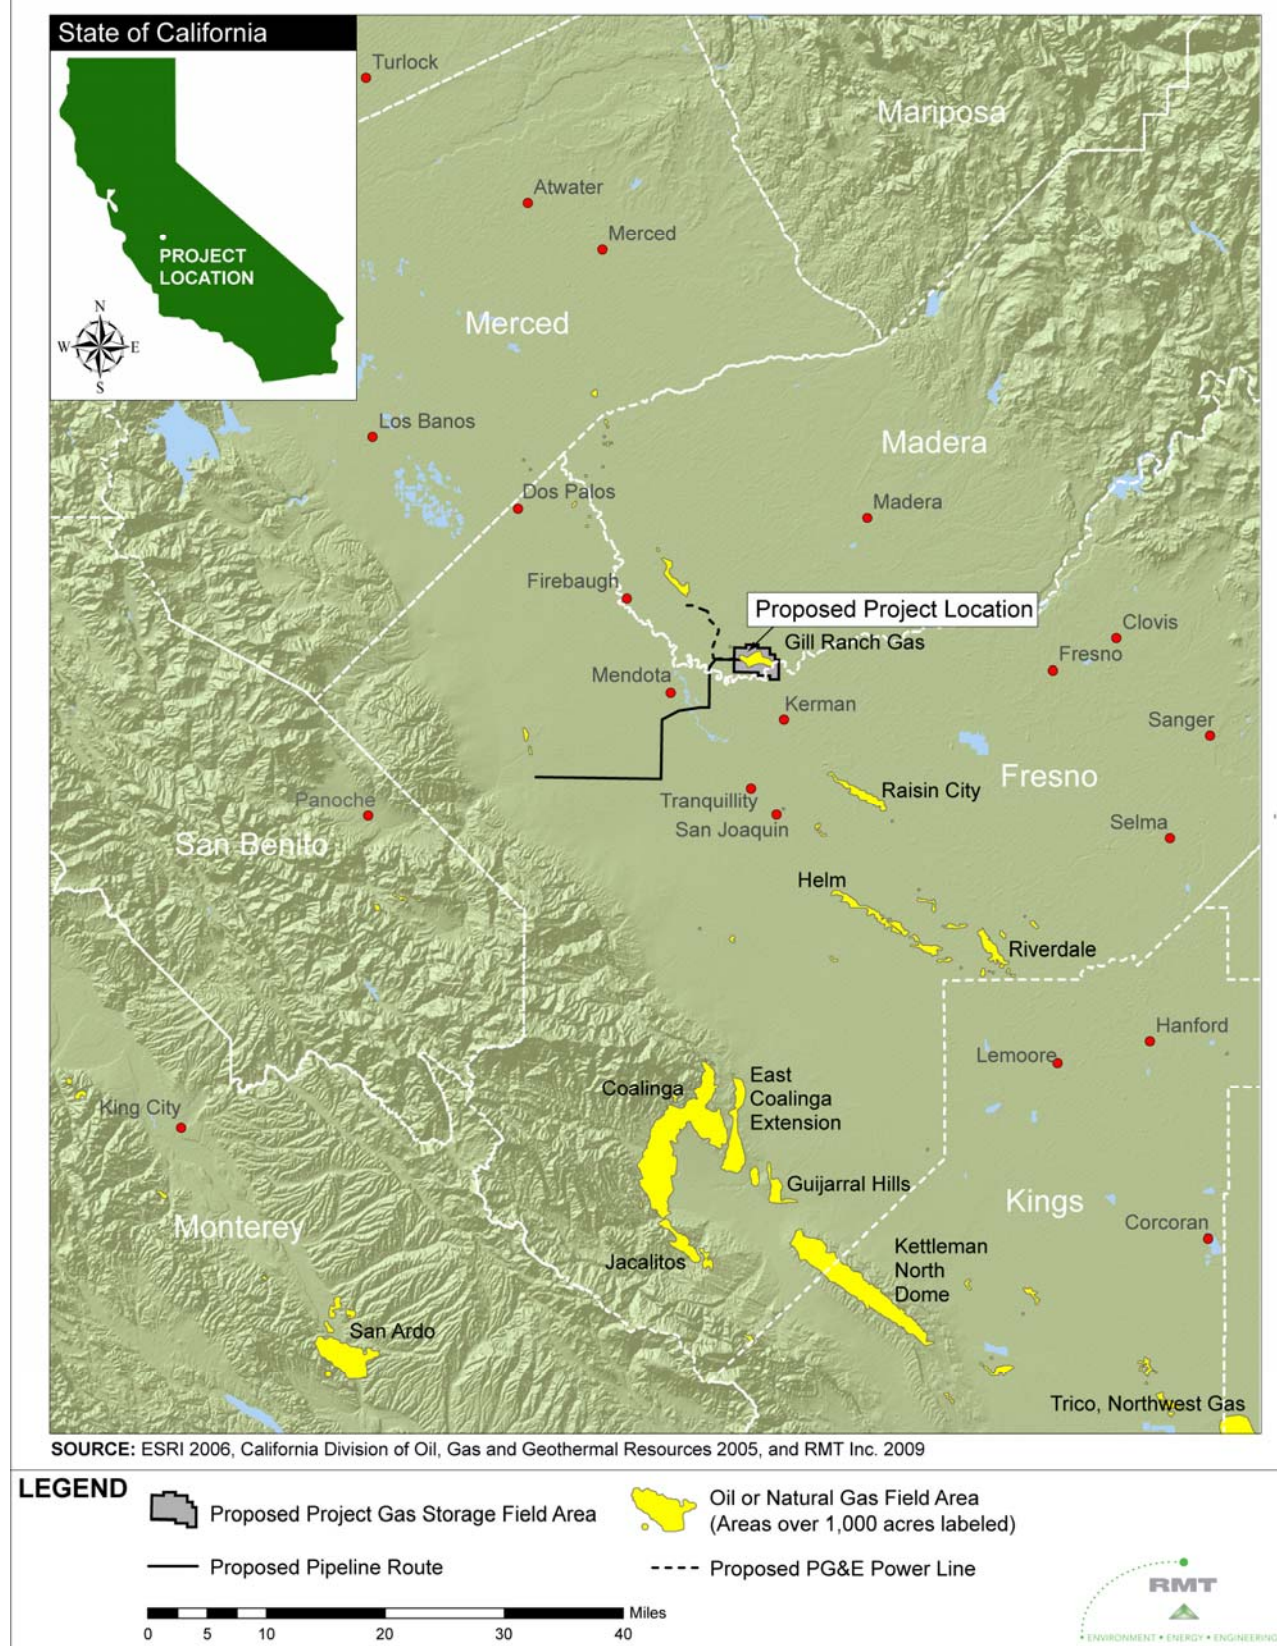 State of California
PROJECT
LOCATION
N
W
E
S
Turlock
Mariposa
Atwater
Merced
Merced
Los Banos
Madera
Dos Palos
Madera
Firebaugh
Proposed Project Location
Clovis
Gill Ranch Gas
Fresno
Mendota
Kerman
Sanger
Fresno
Panoche
Tranquillity
Raisin City
San Joaquin
Selma
San Benito
Helm
Riverdale
Hanford
Lemoore
Coalinga
East
Coalinga
Extension
King City
Guijarral Hills
Kings
Monterey
Corcoran
Jacalitos
Kettleman
North
Dome
San Ardo
Trico, Northwest Gas
SOURCE: ESRI 2006, California Division of Oil, Gas and Geothermal Resources 2005, and RMT Inc. 2009
LEGEND
Proposed Project Gas Storage Field Area
Oil or Natural Gas Field Area
(Areas over 1,000 acres labeled)
Proposed Pipeline Route
Proposed PG&E Power Line
Miles
0 5 10 20 30 40
RMT
• ENVIRONMENT • ENERGY • ENGINEERING